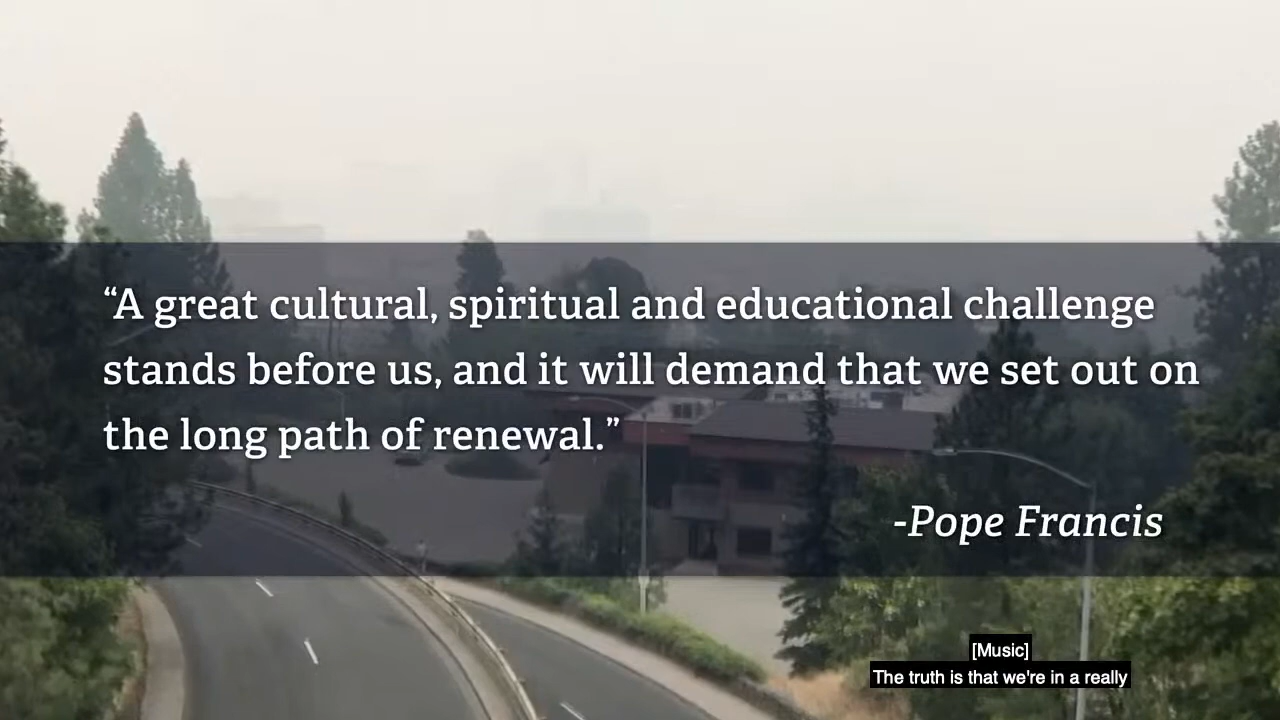 “A great cultural, spiritual and educational challenge
stands before us, and it will demand that we set out on
the long path of renewal.”
-Pope Francis
[Music]
The truth is that we're in a really